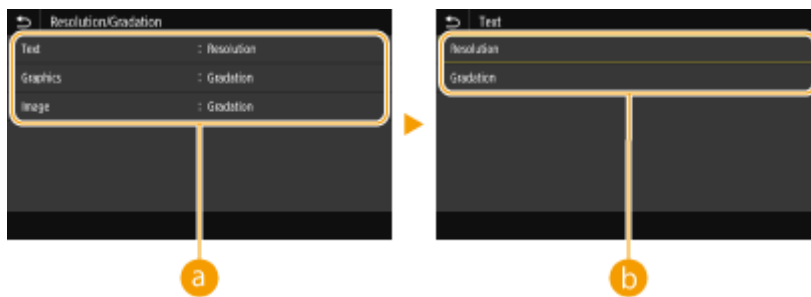 Resolution/Gradation
Text : Resolution
Graphics : Gradation
Image : Gradation
a
Text
Resolution
Gradation
b